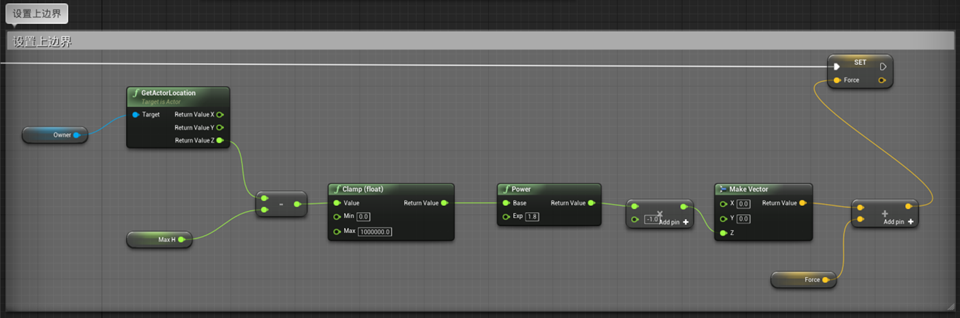 设置上边界
设置上边界
SET
Force
GetActorLocation
Target is Actor
Target
Return Value X
Return Value Y
Return Value Z
Owner
-
Max H
Clamp (float)
Value
Return Value
Min 0.0
Max 1000000.0
Power
Base
Return Value
Exp 1.8
Add pin +
Make Vector
X 0.0
Return Value
Y 0.0
Z
+
Add pin +
Force